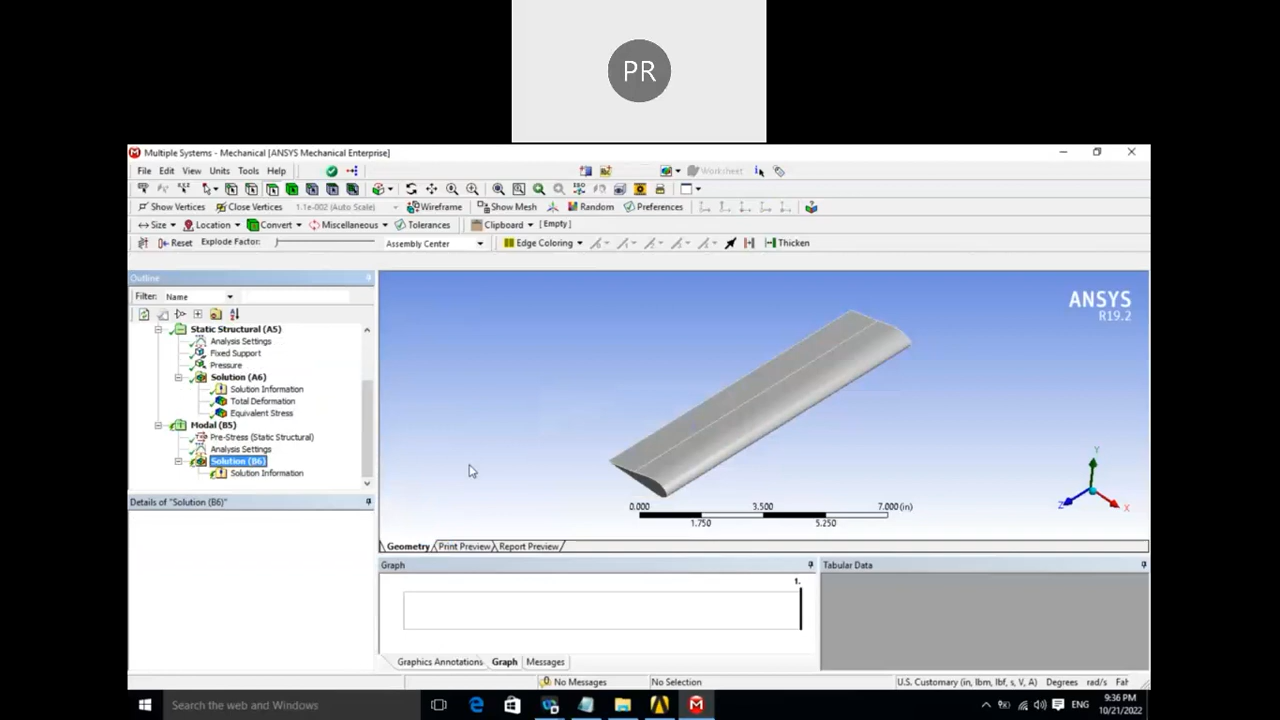 PR
Multiple Systems - Mechanical [ANSYS Mechanical Enterprise]
File Edit View Units Tools Help
Worksheet
Show Vertices Close Vertices 1.1e-002 (Auto Scale) Wireframe Show Mesh Random Preferences
Size Location Convert Miscellaneous Tolerances Clipboard [Empty]
Reset Explode Factor: Assembly Center Edge Coloring Thicken
Outline
Filter: Name
Static Structural (A5)
Analysis Settings
Fixed Support
Pressure
Solution (A6)
Solution Information
Total Deformation
Equivalent Stress
Modal (B5)
Pre-Stress (Static Structural)
Analysis Settings
Solution (B6)
Solution Information
Details of "Solution (B6)"
ANSYS
R19.2
0.000 3.500 7.000 (in)
1.750 5.250
Y
Z
X
Geometry Print Preview Report Preview
Graph
1.
Tabular Data
Graphics Annotations Graph Messages
No Messages No Selection U.S. Customary (in, lbm, lbf, s, V, A) Degrees rad/s Fah
Search the web and Windows
ENG
9:36 PM
10/21/2022